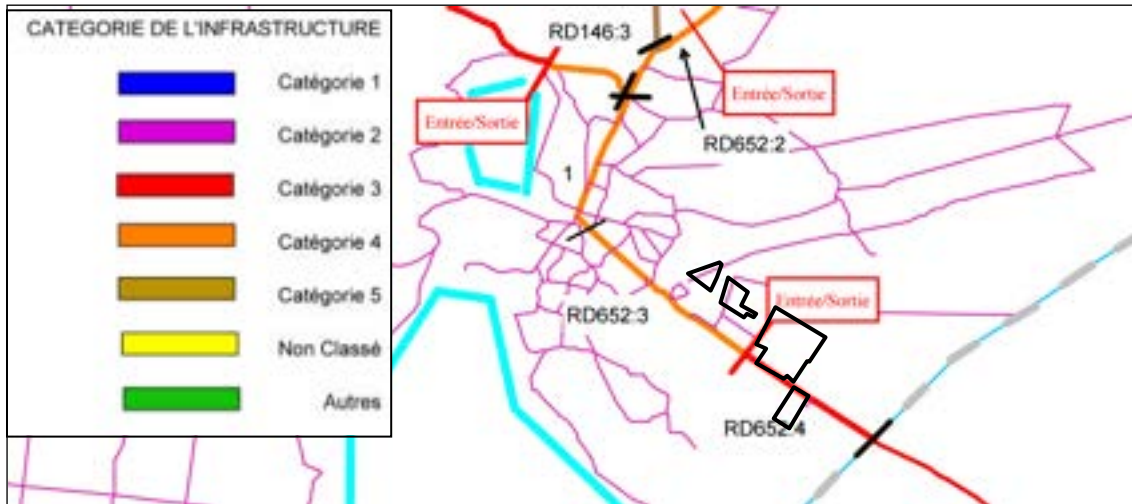 CATEGORIE DE L'INFRASTRUCTURE
Catégorie 1
Catégorie 2
Catégorie 3
Catégorie 4
Catégorie 5
Non Classé
Autres
RD146:3
Entrée/Sortie
Entrée/Sortie
RD652:2
1
Entrée/Sortie
RD652:3
RD652:4